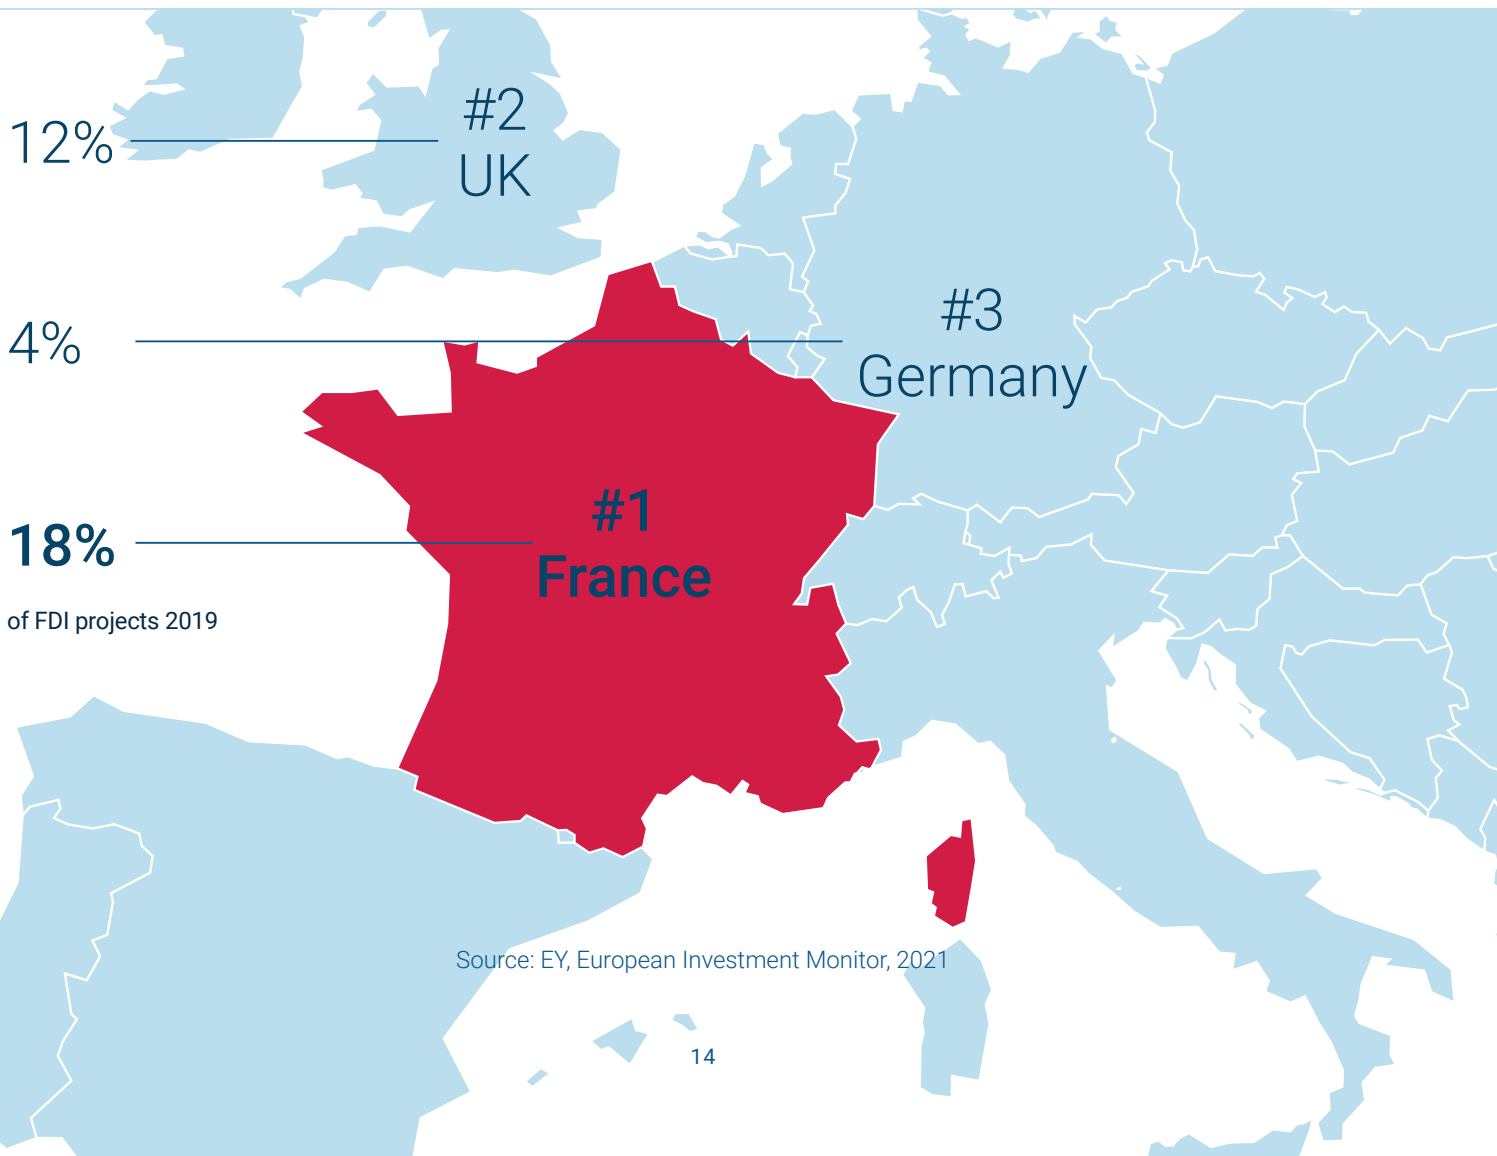 12%
#2
UK
4%
#3
Germany
18%
#1
France
of FDI projects 2019
Source: EY, European Investment Monitor, 2021
14